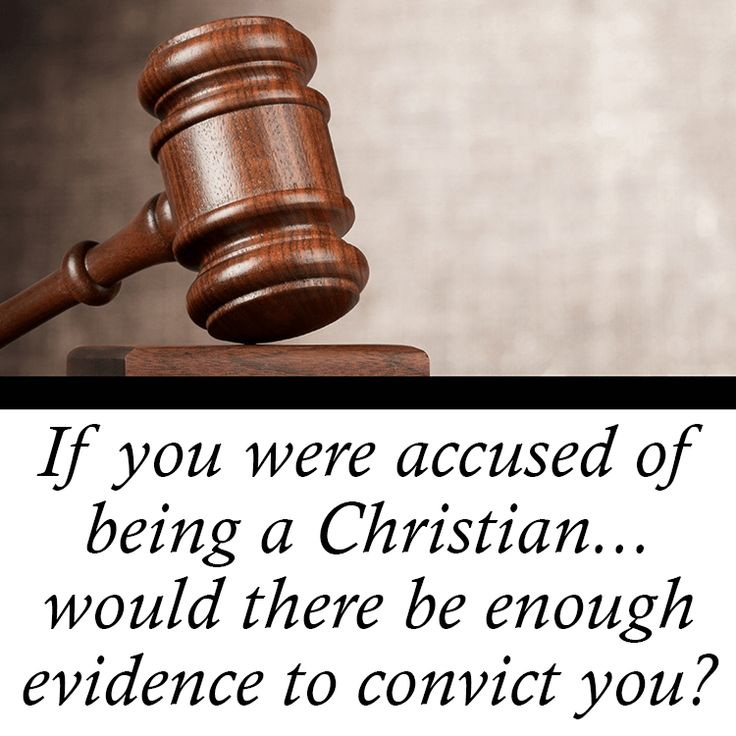 If you were accused of
being a Christian...
would there be enough
evidence to convict you?